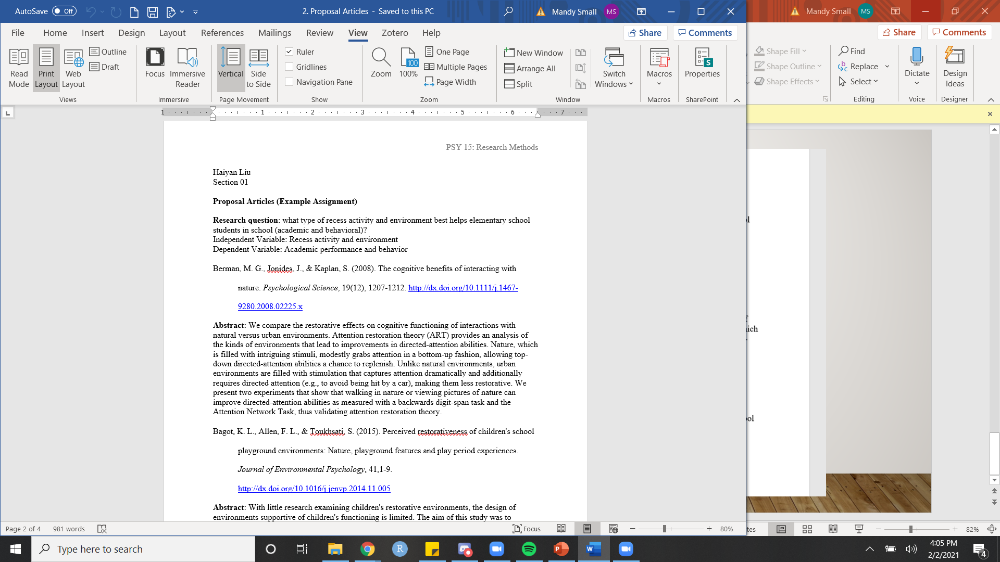 AutoSave Off 2. Proposal Articles - Saved to this PC Mandy Small MS Mandy Small MS
File Home Insert Design Layout References Mailings Review View Zotero Help Share Comments Share Comments
Read Mode
Print Layout
Web Layout
Outline
Draft
Views
Focus
Immersive Reader
Immersive
Vertical
Side to Side
Page Movement
Ruler
Gridlines
Navigation Pane
Show
Zoom
100
100%
One Page
Multiple Pages
Page Width
Zoom
New Window
Arrange All
Split
Switch Windows
Window
Macros
Macros
Properties
SharePoint
Shape Fill
Shape Outline
Shape Effects
Find
Replace
Select
Editing
Dictate
Voice
Design Ideas
Designer
1 1 2 3 4 5 6 7
PSY 15: Research Methods
Haiyan Liu
Section 01
Proposal Articles (Example Assignment)
Research question: what type of recess activity and environment best helps elementary school
students in school (academic and behavioral)?
Independent Variable: Recess activity and environment
Dependent Variable: Academic performance and behavior
Berman, M. G., Jonides, J., & Kaplan, S. (2008). The cognitive benefits of interacting with
nature. Psychological Science, 19(12), 1207-1212. http://dx.doi.org/10.1111/j.1467-
9280.2008.02225.x
Abstract: We compare the restorative effects on cognitive functioning of interactions with
natural versus urban environments. Attention restoration theory (ART) provides an analysis of
the kinds of environments that lead to improvements in directed-attention abilities. Nature, which
is filled with intriguing stimuli, modestly grabs attention in a bottom-up fashion, allowing top-
down directed-attention abilities a chance to replenish. Unlike natural environments, urban
environments are filled with stimulation that captures attention dramatically and additionally
requires directed attention (e.g., to avoid being hit by a car), making them less restorative. We
present two experiments that show that walking in nature or viewing pictures of nature can
improve directed-attention abilities as measured with a backwards digit-span task and the
Attention Network Task, thus validating attention restoration theory.
Bagot, K. L., Allen, F. L., & Toukhsati, S. (2015). Perceived restorativeness of children's school
playground environments: Nature, playground features and play period experiences.
Journal of Environmental Psychology, 41,1-9.
http://dx.doi.org/10.1016/j.jenvp.2014.11.005
Abstract: With little research examining children's restorative environments, the design of
environments supportive of children's functioning is limited. The aim of this study was to
Page 2 of 4 981 words Focus 80% tes 82%
Type here to search
4:05 PM
2/2/2021
4